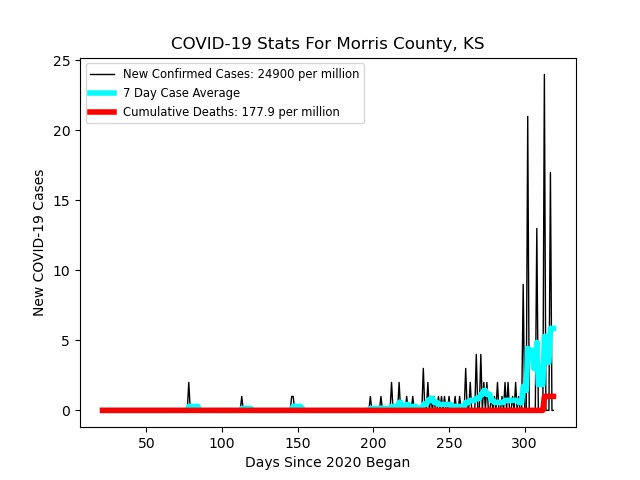 COVID-19 Stats For Morris County, KS
New Confirmed Cases: 24900 per million
7 Day Case Average
Cumulative Deaths: 177.9 per million
New COVID-19 Cases
25
20
15
10
5
0
50 100 150 200 250 300
Days Since 2020 Began